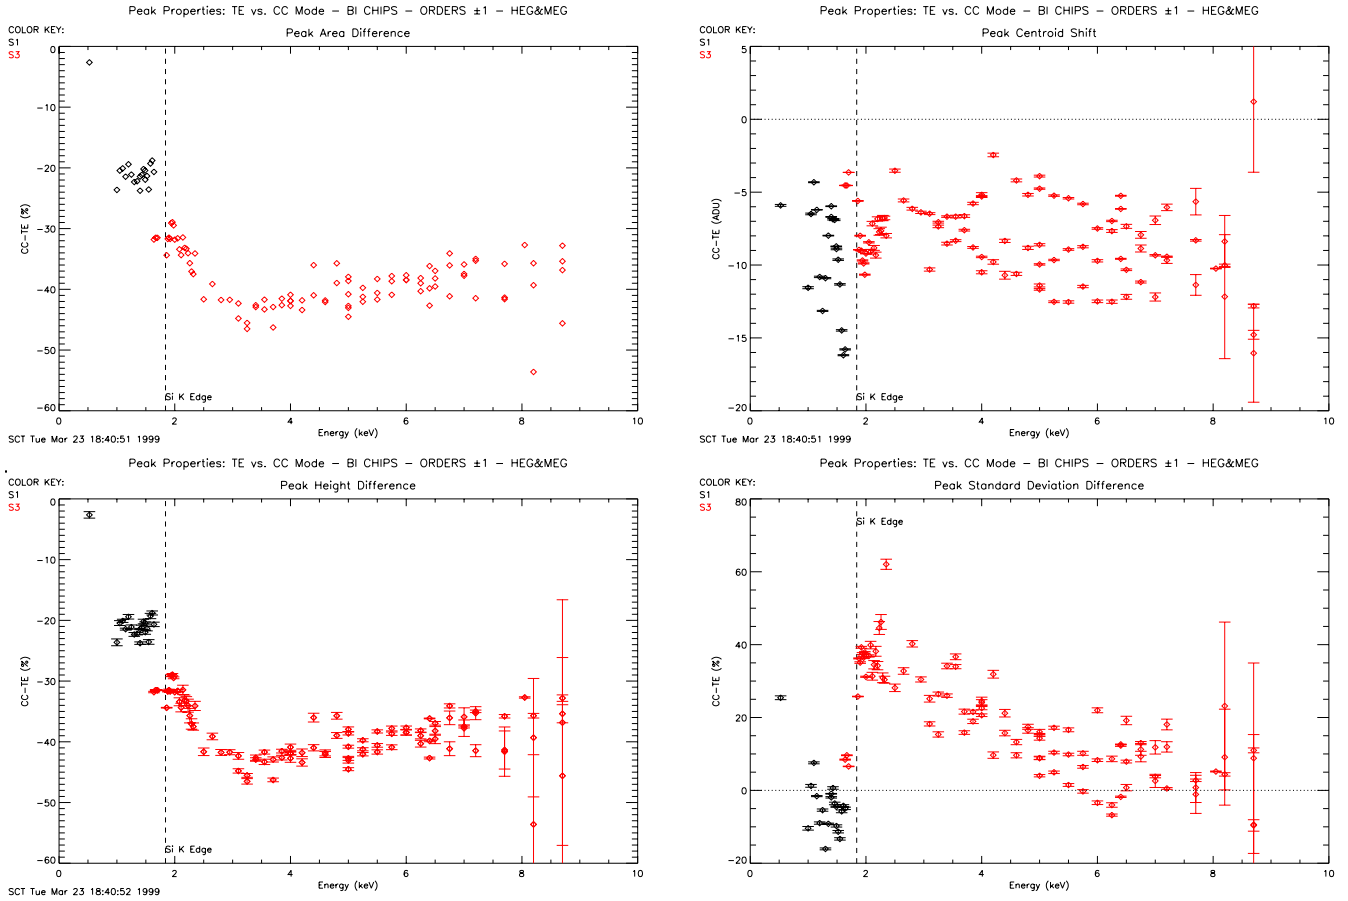 Peak Properties: TE vs. CC Mode – BI CHIPS – ORDERS ±1 – HEG&MEG
COLOR KEY:
S1
S3
Peak Area Difference
0
−10
−20
−30
−40
−50
−60
CC−TE (%)
Si K Edge
0 2 4 6 8 10
Energy (keV)
SCT Tue Mar 23 18:40:51 1999
Peak Properties: TE vs. CC Mode – BI CHIPS – ORDERS ±1 – HEG&MEG
COLOR KEY:
S1
S3
Peak Centroid Shift
5
0
−5
−10
−15
−20
CC−TE (ADU)
Si K Edge
0 2 4 6 8 10
Energy (keV)
SCT Tue Mar 23 18:40:51 1999
Peak Properties: TE vs. CC Mode – BI CHIPS – ORDERS ±1 – HEG&MEG
COLOR KEY:
S1
S3
Peak Height Difference
0
−10
−20
−30
−40
−50
−60
CC−TE (%)
Si K Edge
0 2 4 6 8 10
Energy (keV)
SCT Tue Mar 23 18:40:52 1999
Peak Properties: TE vs. CC Mode – BI CHIPS – ORDERS ±1 – HEG&MEG
COLOR KEY:
S1
S3
Peak Standard Deviation Difference
80
60
40
20
0
−20
CC−TE (%)
Si K Edge
0 2 4 6 8 10
Energy (keV)